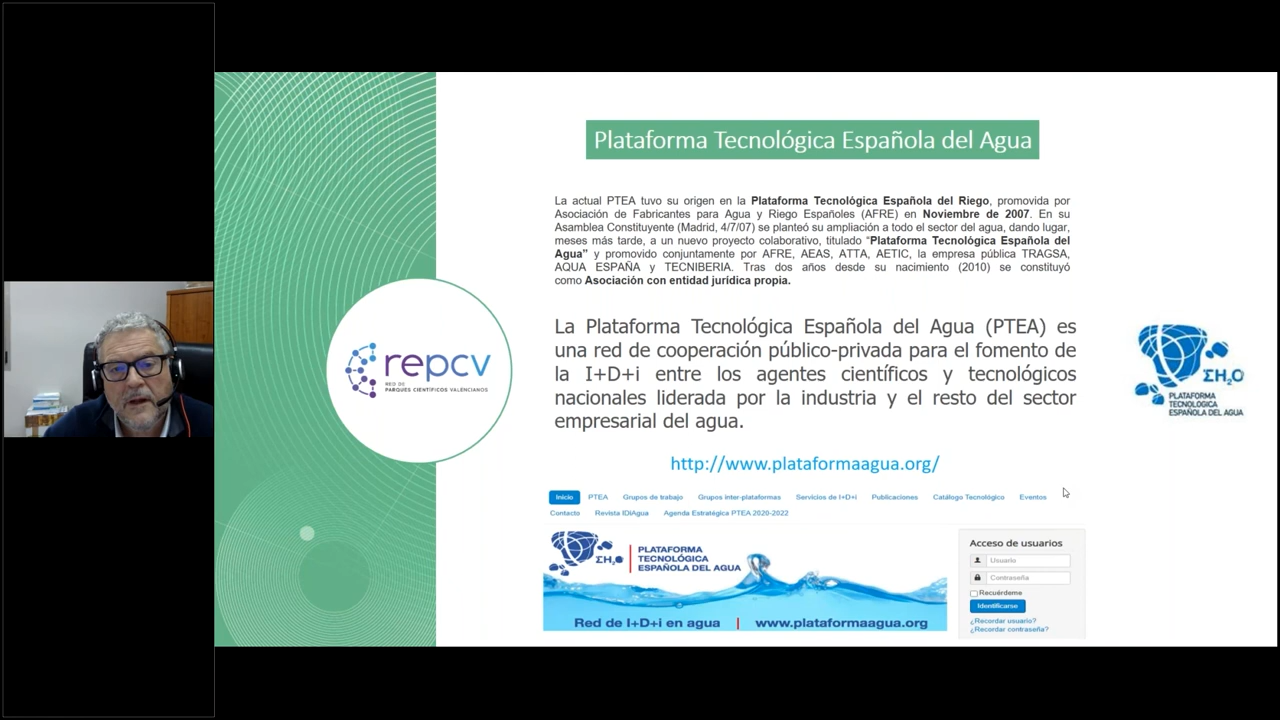 Plataforma Tecnológica Española del Agua
La actual PTEA tuvo su origen en la Plataforma Tecnológica Española del Riego, promovida por
Asociación de Fabricantes para Agua y Riego Españoles (AFRE) en Noviembre de 2007. En su
Asamblea Constituyente (Madrid, 4/7/07) se planteó su ampliación a todo el sector del agua, dando lugar,
meses más tarde, a un nuevo proyecto colaborativo, titulado “Plataforma Tecnológica Española del
Agua” y promovido conjuntamente por AFRE, AEAS, ATTA, AETIC, la empresa pública TRAGSA,
AQUA ESPAÑA y TECNIBERIA. Tras dos años desde su nacimiento (2010) se constituyó
como Asociación con entidad jurídica propia.
La Plataforma Tecnológica Española del Agua (PTEA) es
una red de cooperación público-privada para el fomento de
la I+D+i entre los agentes científicos y tecnológicos
nacionales liderada por la industria y el resto del sector
empresarial del agua.
repcv
RED DE
PARQUES CIENTÍFICOS VALENCIANOS
ΣH2O
PLATAFORMA
TECNOLÓGICA
ESPAÑOLA DEL AGUA
http://www.plataformaagua.org/
Inicio PTEA Grupos de trabajo Grupos inter-plataformas Servicios de I+D+i Publicaciones Catálogo Tecnológico Eventos
Contacto Revista IDiAgua Agenda Estratégica PTEA 2020-2022
ΣH2O
PLATAFORMA
TECNOLÓGICA
ESPAÑOLA DEL AGUA
Red de I+D+i en agua | www.plataformaagua.org
Acceso de usuarios
Usuario
Contraseña
Recuérdeme
Identificarse
¿Recordar usuario?
¿Recordar contraseña?